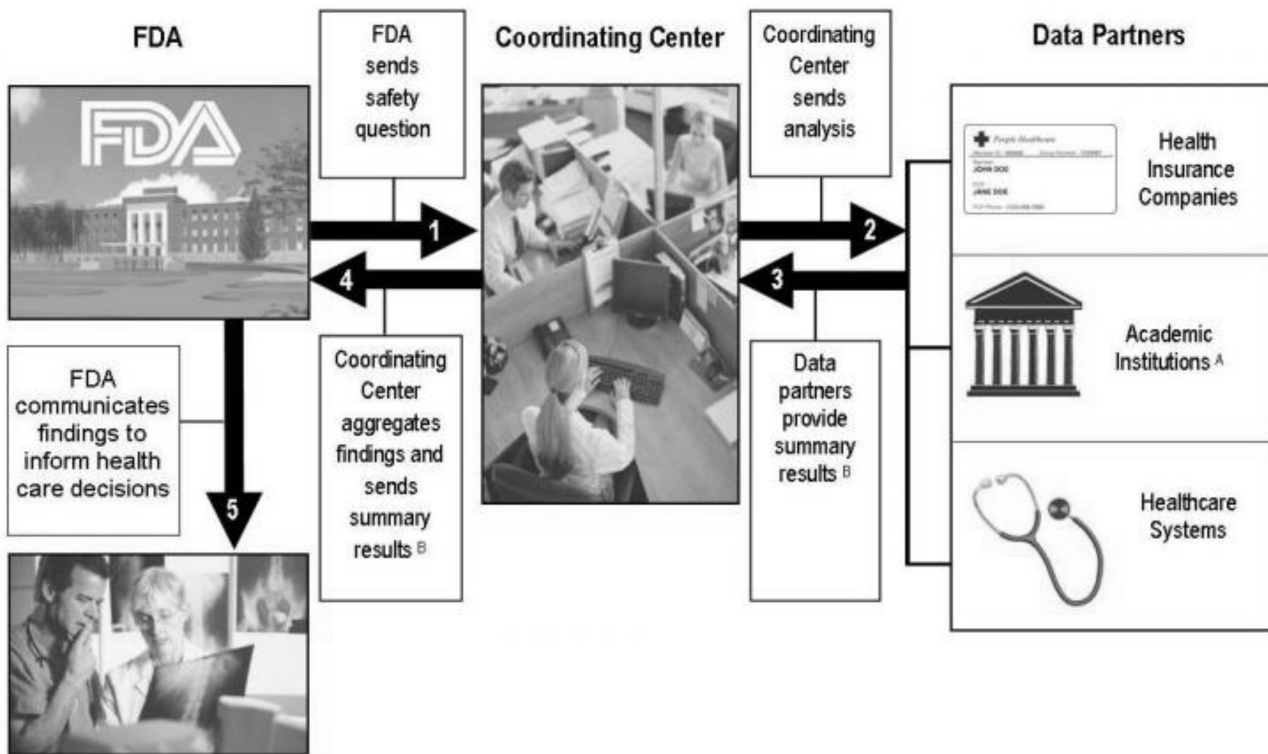 FDA
FDA
sends
safety
question
Coordinating Center
Coordinating
Center
sends
analysis
Data Partners
FDA
People Healthcare
JOHN DOE
JANE DOE
Health
Insurance
Companies
1
2
4
3
Academic
Institutions A
FDA
communicates
findings to
inform health
care decisions
Coordinating
Center
aggregates
findings and
sends
summary
results B
Data
partners
provide
summary
results B
Healthcare
Systems
5